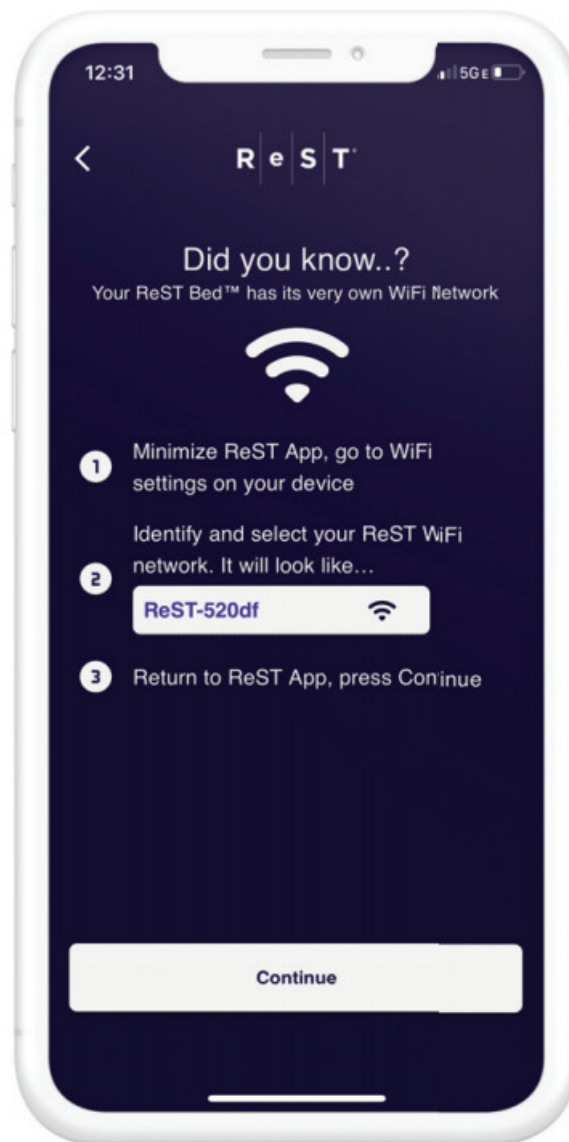 12:31
5G E
ReST
Did you know..?
Your ReST Bed™ has its very own WiFi Network
1
Minimize ReST App, go to WiFi
settings on your device
2
Identify and select your ReST WiFi
network. It will look like...
ReST-520df
3
Return to ReST App, press Continue
Continue